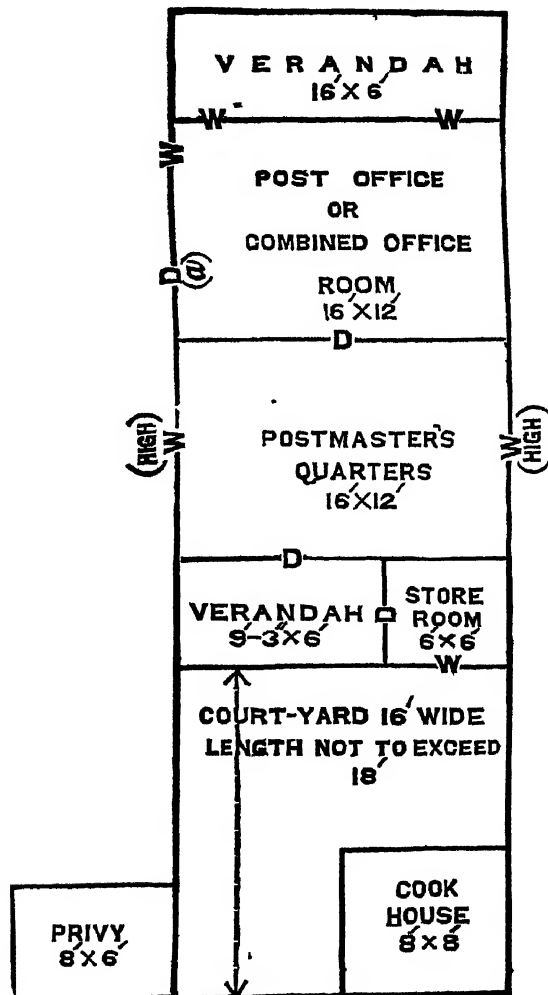 VERANDAH
16'X 6'
W W
W
POST OFFICE
OR
COMBINED OFFICE
D (a)
ROOM
16'X12'
D
(HIGH) W
W (HIGH)
POSTMASTER'S
QUARTERS
16'X12'
D
VERANDAH
9'-3"X6'
D
STORE
ROOM
6'X6'
W
COURT-YARD 16' WIDE
LENGTH NOT TO EXCEED
18'
PRIVY
8'X6'
COOK
HOUSE
8'X8'